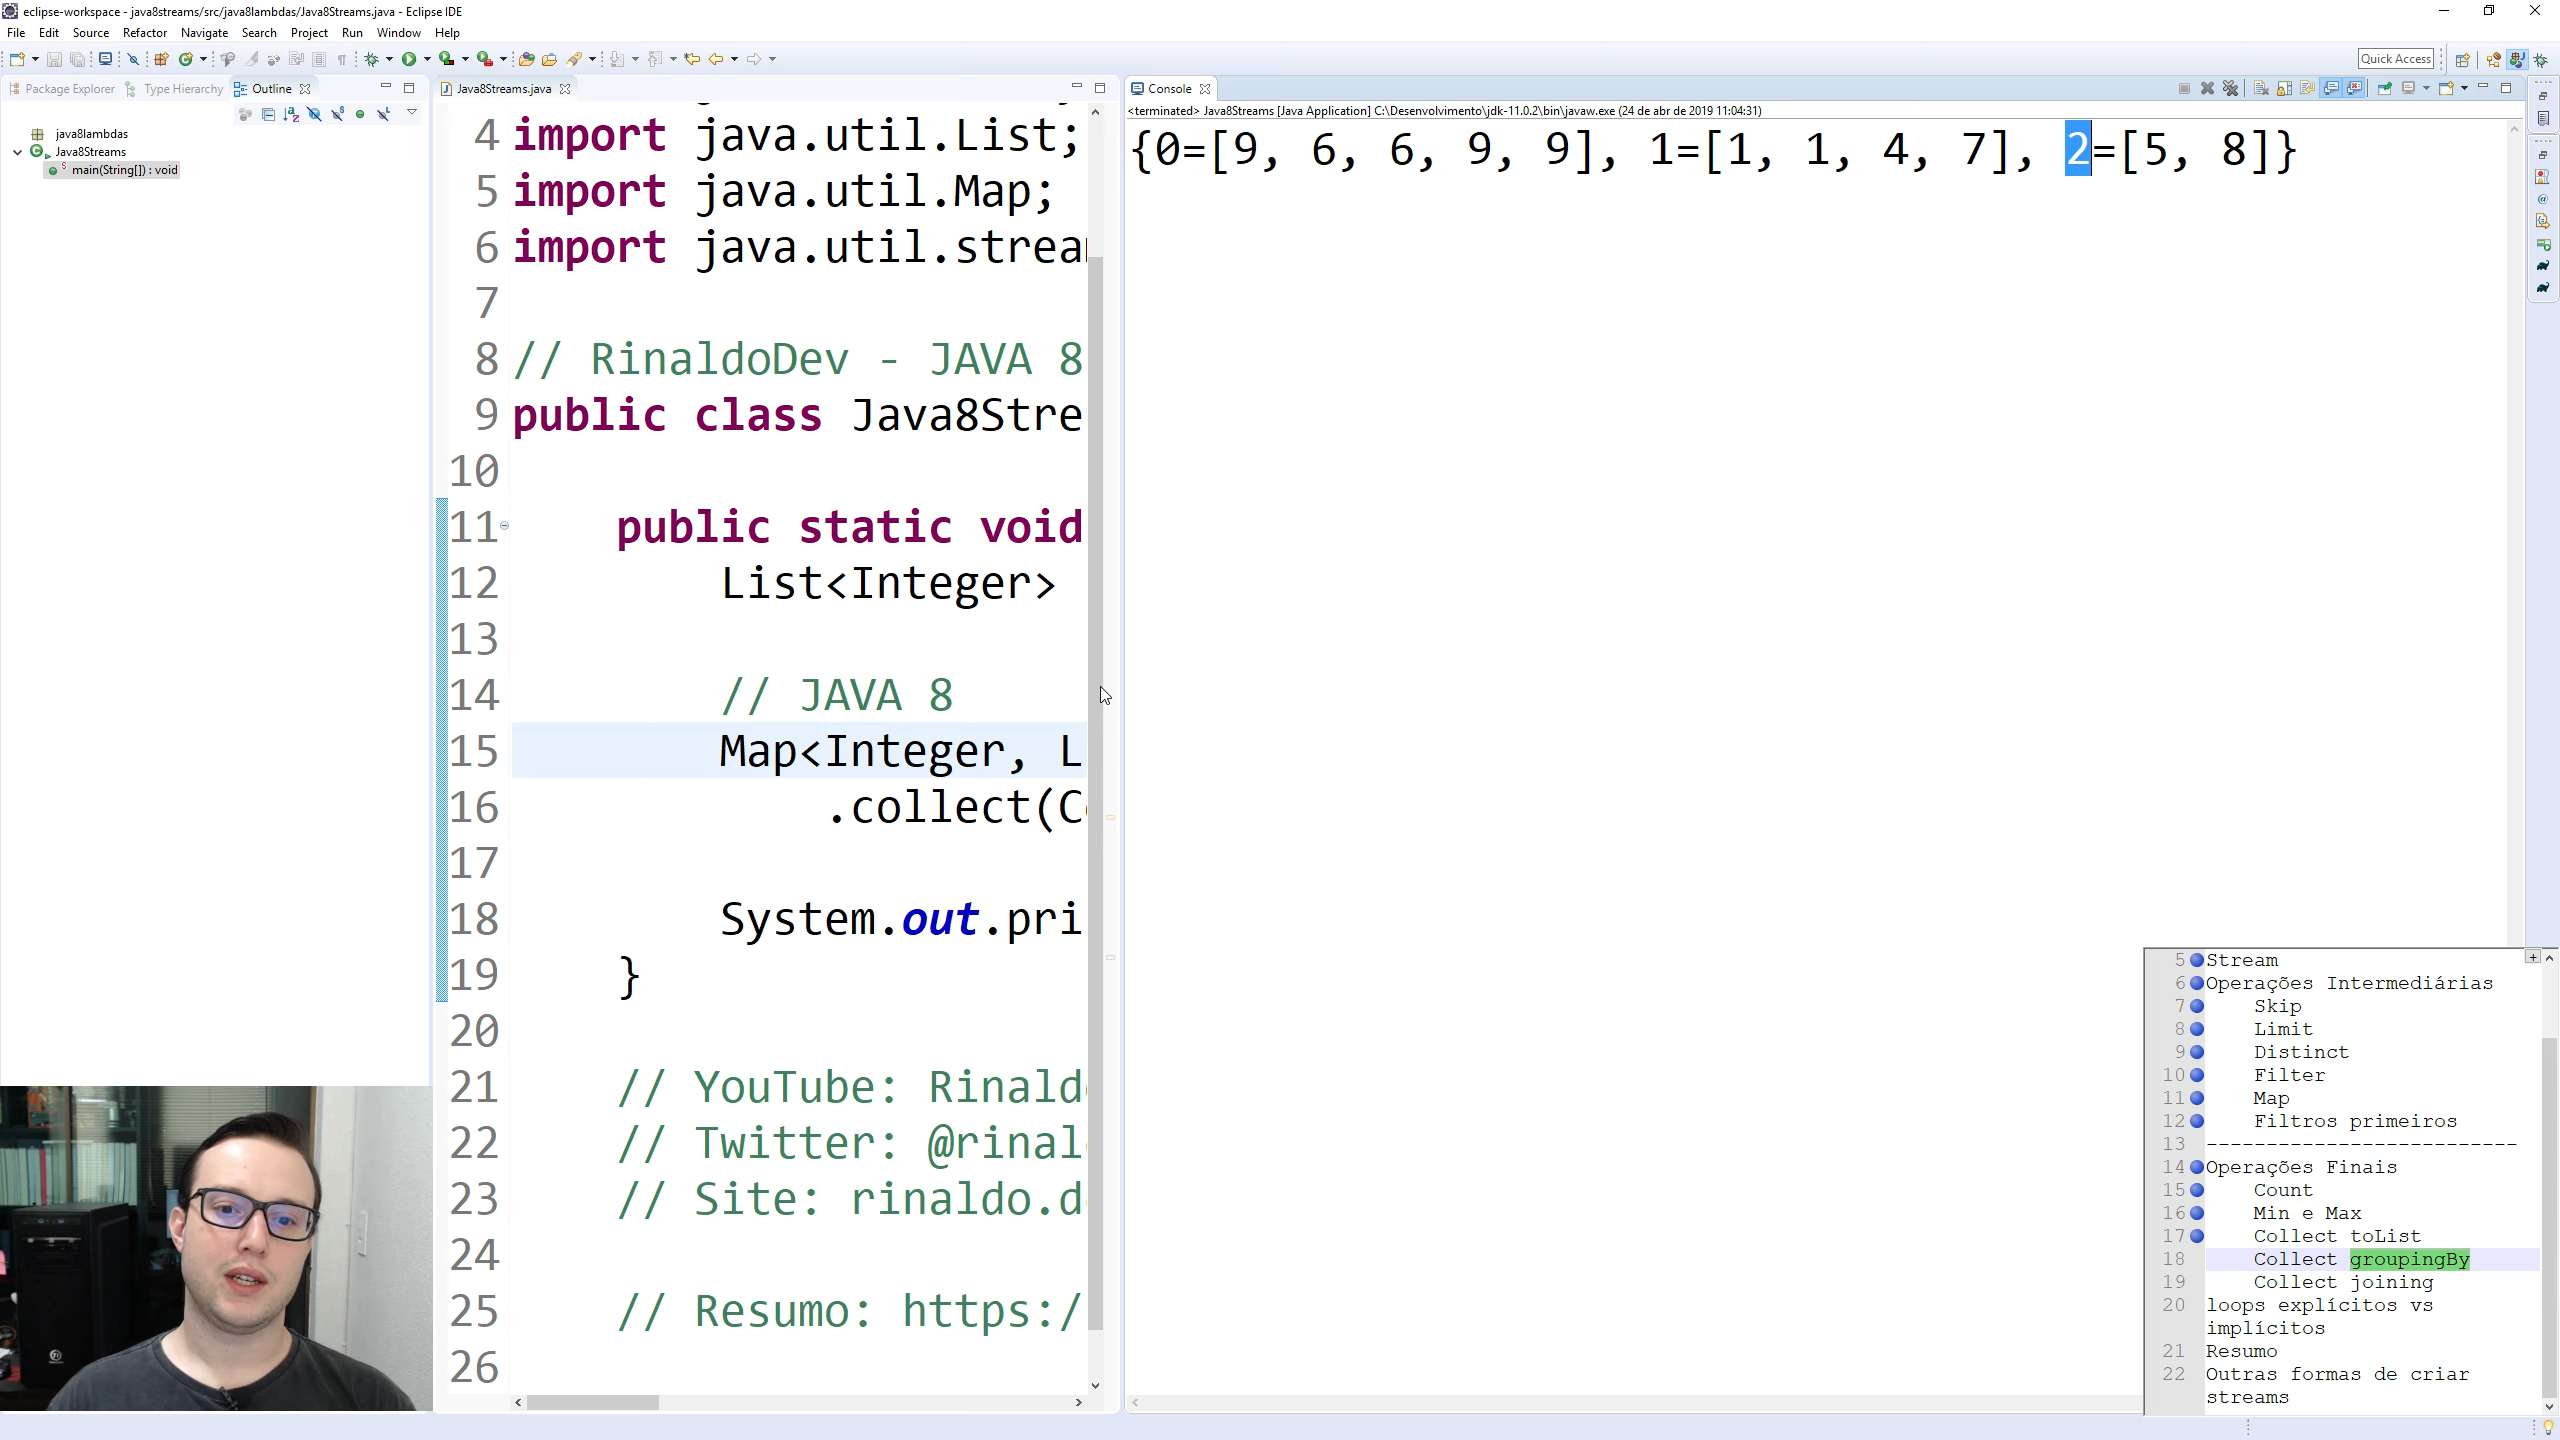 eclipse-workspace - java8streams/src/java8lambdas/Java8Streams.java - Eclipse IDE
File Edit Source Refactor Navigate Search Project Run Window Help
Quick Access
Package Explorer Type Hierarchy Outline
java8lambdas
Java8Streams
main(String[]) : void
Java8Streams.java
4 import java.util.List;
5 import java.util.Map;
6 import java.util.strea
7
8 // RinaldoDev - JAVA 8
9 public class Java8Stre
10
11 public static void
12 List<Integer>
13
14 // JAVA 8
15 Map<Integer, L
16 .collect(C
17
18 System.out.pri
19 }
20
21 // YouTube: Rinald
22 // Twitter: @rinal
23 // Site: rinaldo.d
24
25 // Resumo: https:/
26
Console
<terminated> Java8Streams [Java Application] C:\Desenvolvimento\jdk-11.0.2\bin\javaw.exe (24 de abr de 2019 11:04:31)
{0=[9, 6, 6, 9, 9], 1=[1, 1, 4, 7], 2=[5, 8]}
5 Stream
6 Operações Intermediárias
7 Skip
8 Limit
9 Distinct
10 Filter
11 Map
12 Filtros primeiros
13 --------------------------
14 Operações Finais
15 Count
16 Min e Max
17 Collect toList
18 Collect groupingBy
19 Collect joining
20 loops explícitos vs
implícitos
21 Resumo
22 Outras formas de criar
streams